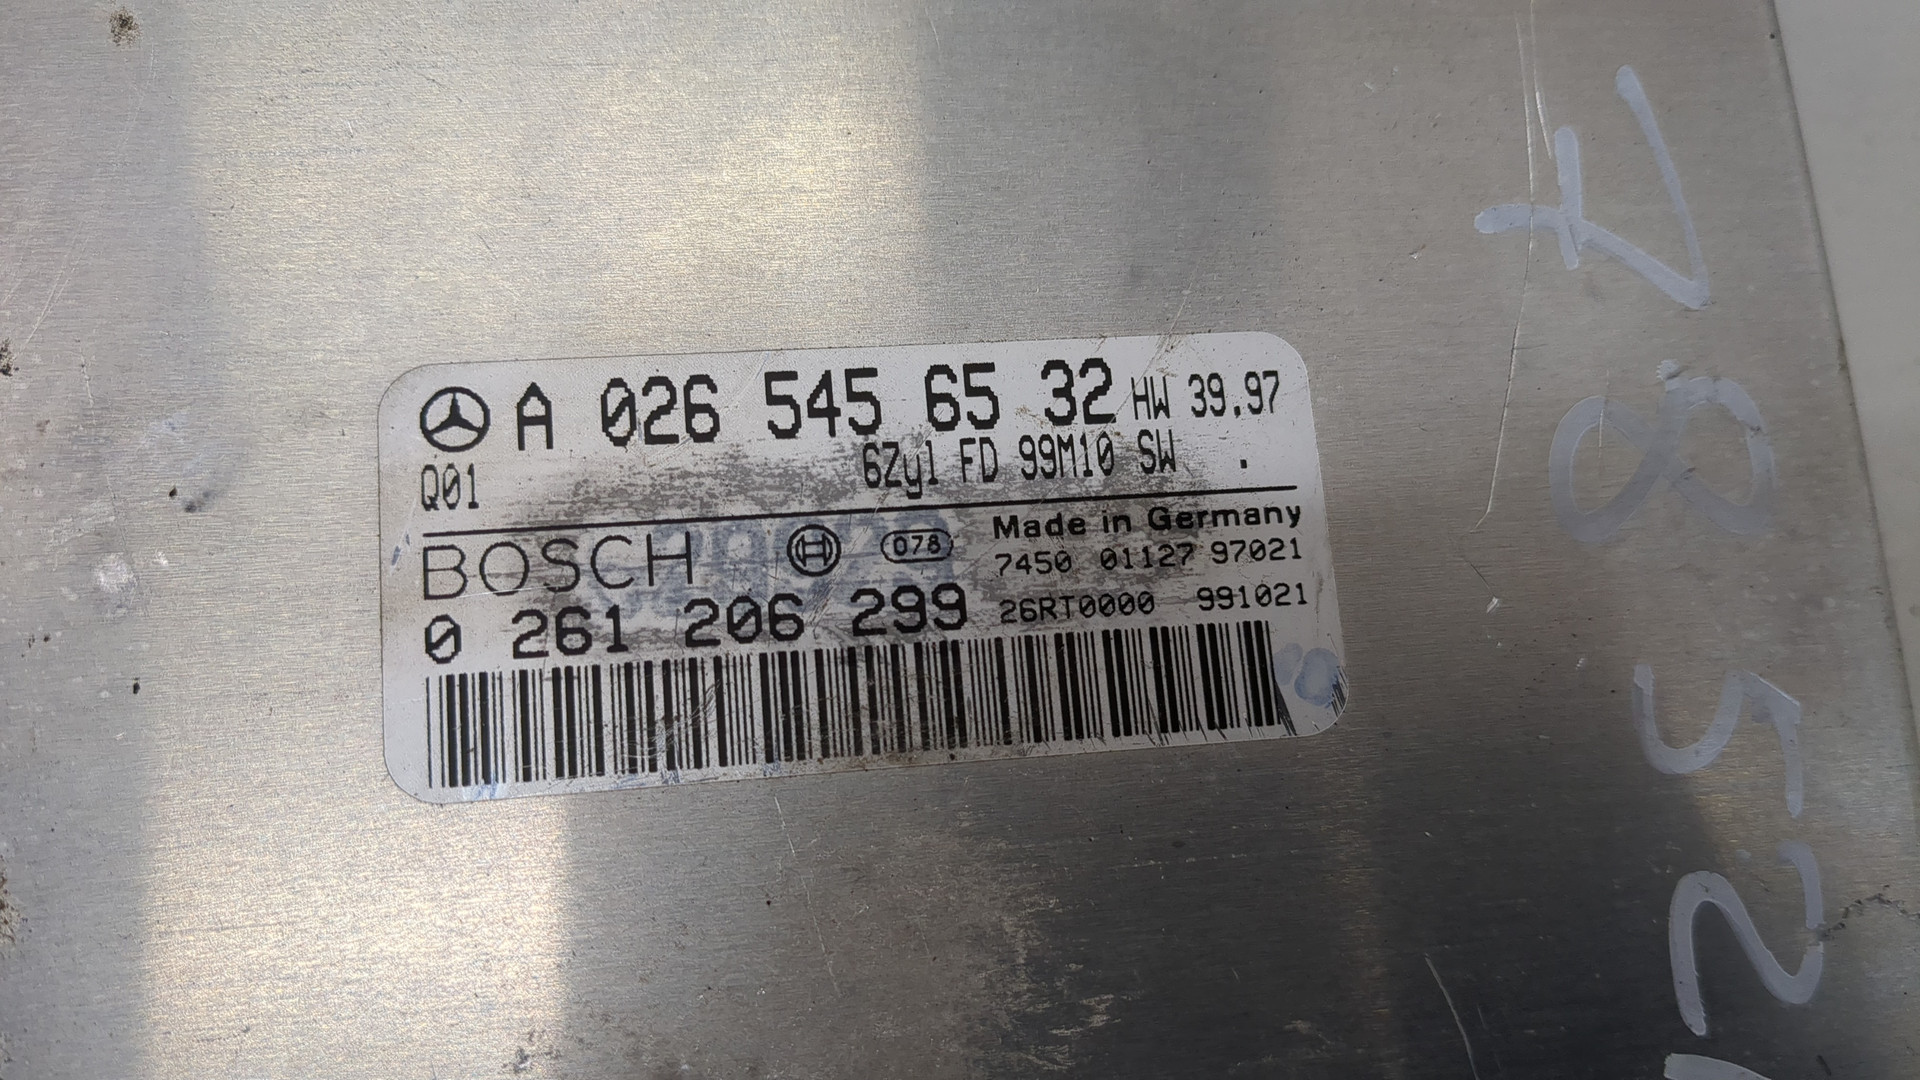 A 026 545 65 32 HW 39.97
6Zyl FD 99M10 SW .
Q01
BOSCH 078 Made in Germany
7450 01127 97021
0 261 206 299 26RT0000 991021